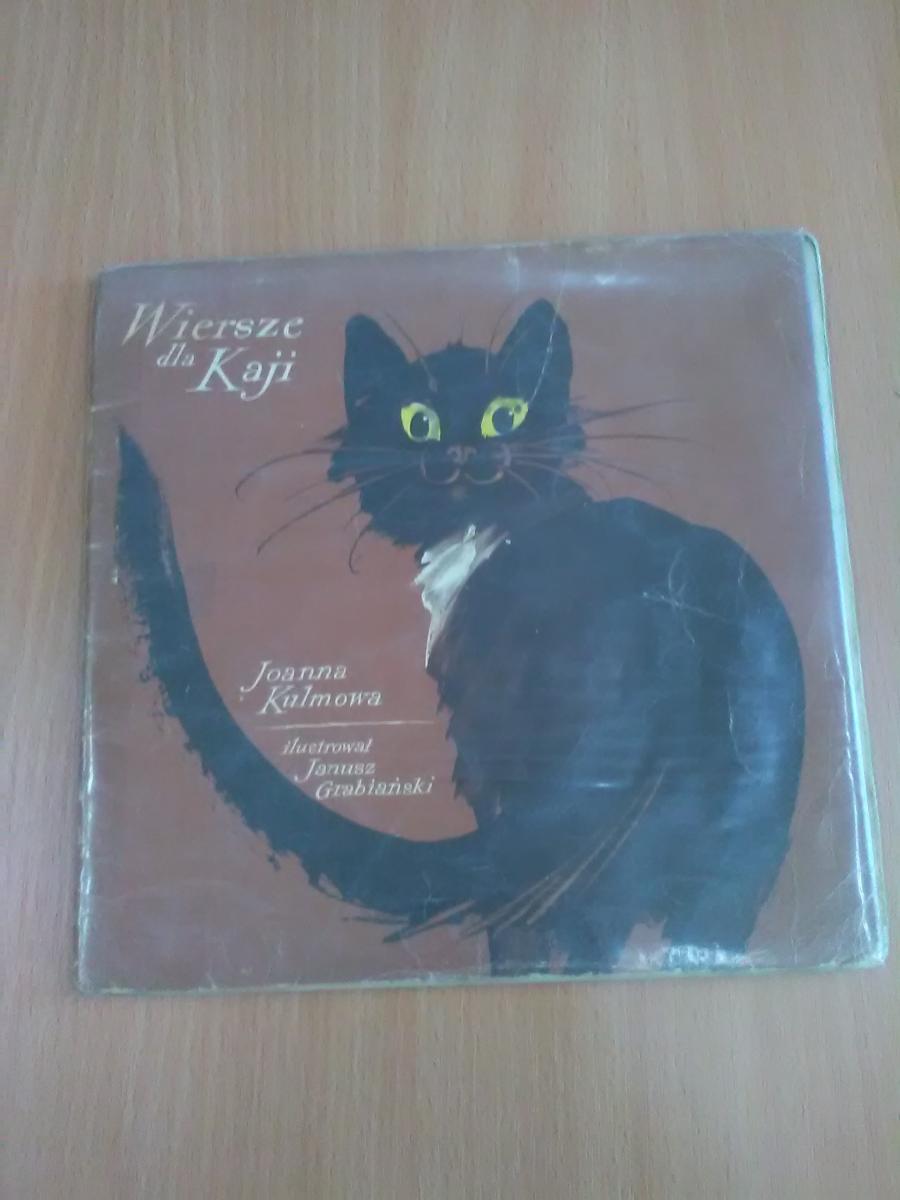 Wiersze
dla Kaji
Joanna
Kulmowa
ilustrował
Janusz
Grabiański